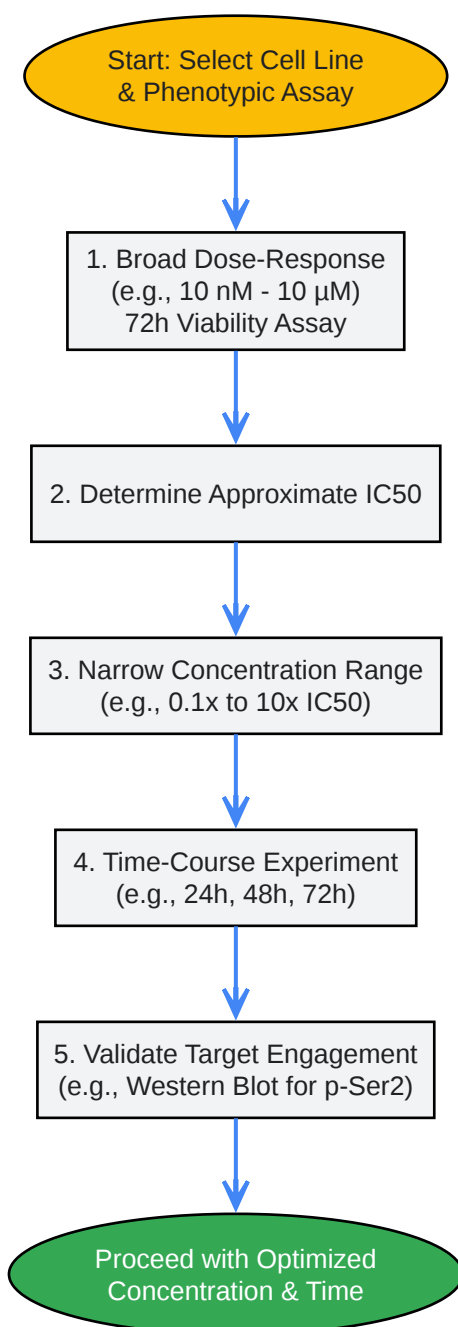 Start: Select Cell Line
& Phenotypic Assay
1. Broad Dose-Response
(e.g., 10 nM - 10 µM)
72h Viability Assay
2. Determine Approximate IC50
3. Narrow Concentration Range
(e.g., 0.1x to 10x IC50)
4. Time-Course Experiment
(e.g., 24h, 48h, 72h)
5. Validate Target Engagement
(e.g., Western Blot for p-Ser2)
Proceed with Optimized
Concentration & Time